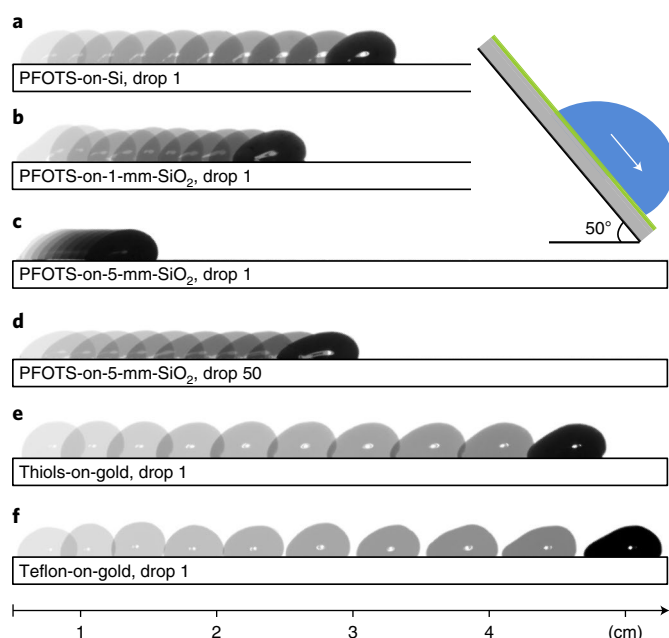 a
PFOTS-on-Si, drop 1
b
PFOTS-on-1-mm-SiO₂, drop 1
50°
c
PFOTS-on-5-mm-SiO₂, drop 1
d
PFOTS-on-5-mm-SiO₂, drop 50
e
Thiols-on-gold, drop 1
f
Teflon-on-gold, drop 1
1 2 3 4 (cm)